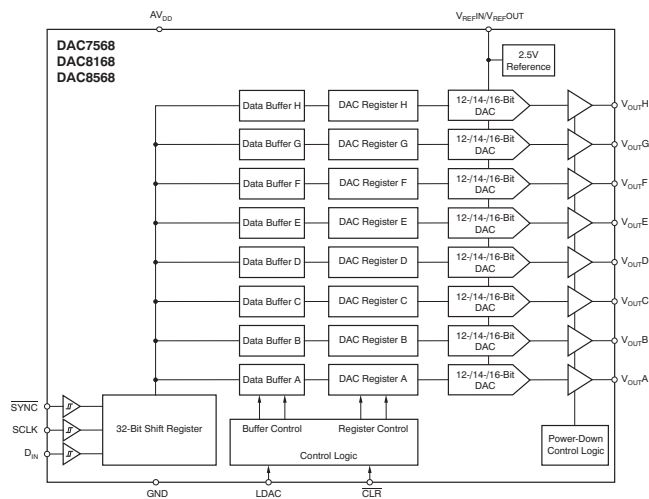 AVDD
VREFIN/VREFOUT
DAC7568
DAC8168
DAC8568
2.5V
Reference
Data Buffer H
DAC Register H
12-/14-/16-Bit
DAC
VOUTH
Data Buffer G
DAC Register G
12-/14-/16-Bit
DAC
VOUTG
Data Buffer F
DAC Register F
12-/14-/16-Bit
DAC
VOUTF
Data Buffer E
DAC Register E
12-/14-/16-Bit
DAC
VOUTE
Data Buffer D
DAC Register D
12-/14-/16-Bit
DAC
VOUTD
Data Buffer C
DAC Register C
12-/14-/16-Bit
DAC
VOUTC
Data Buffer B
DAC Register B
12-/14-/16-Bit
DAC
VOUTB
Data Buffer A
DAC Register A
12-/14-/16-Bit
DAC
VOUTA
SYNC
SCLK
DIN
32-Bit Shift Register
Buffer Control
Register Control
Control Logic
Power-Down
Control Logic
GND
LDAC
CLR